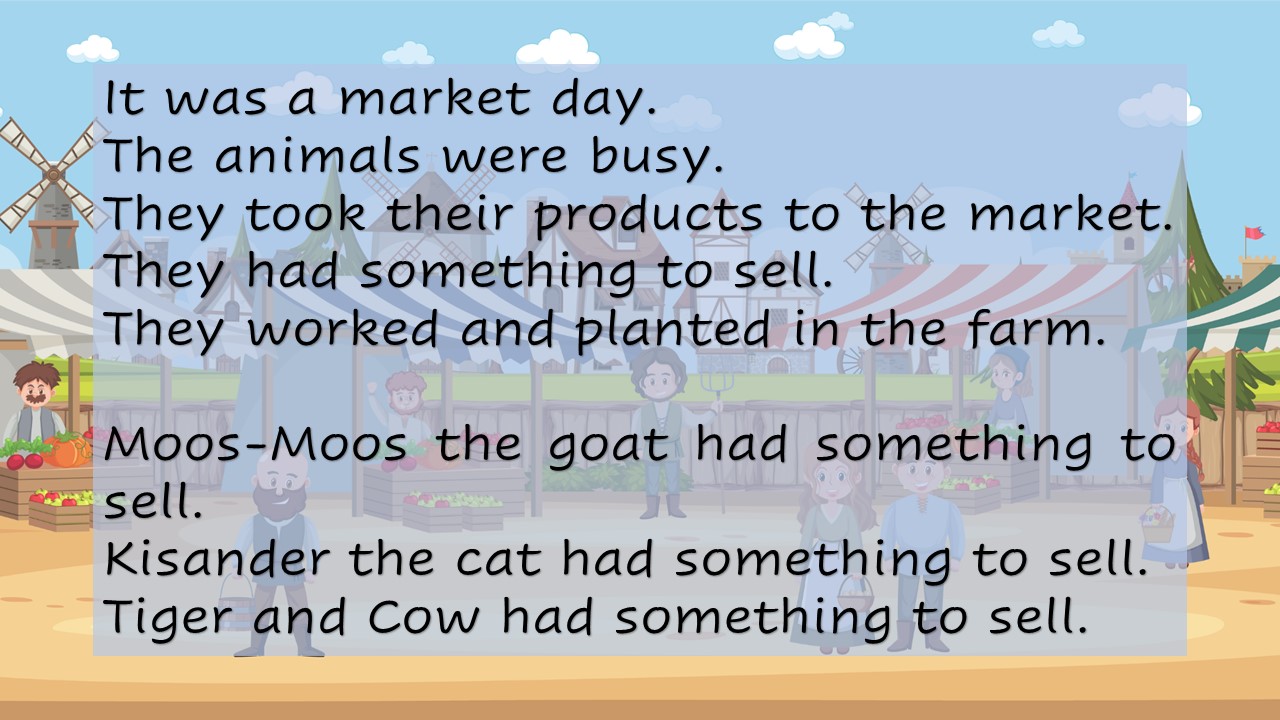 It was a market day.
The animals were busy.
They took their products to the market.
They had something to sell.
They worked and planted in the farm.
Moos-Moos the goat had something to
sell.
Kisander the cat had something to sell.
Tiger and Cow had something to sell.